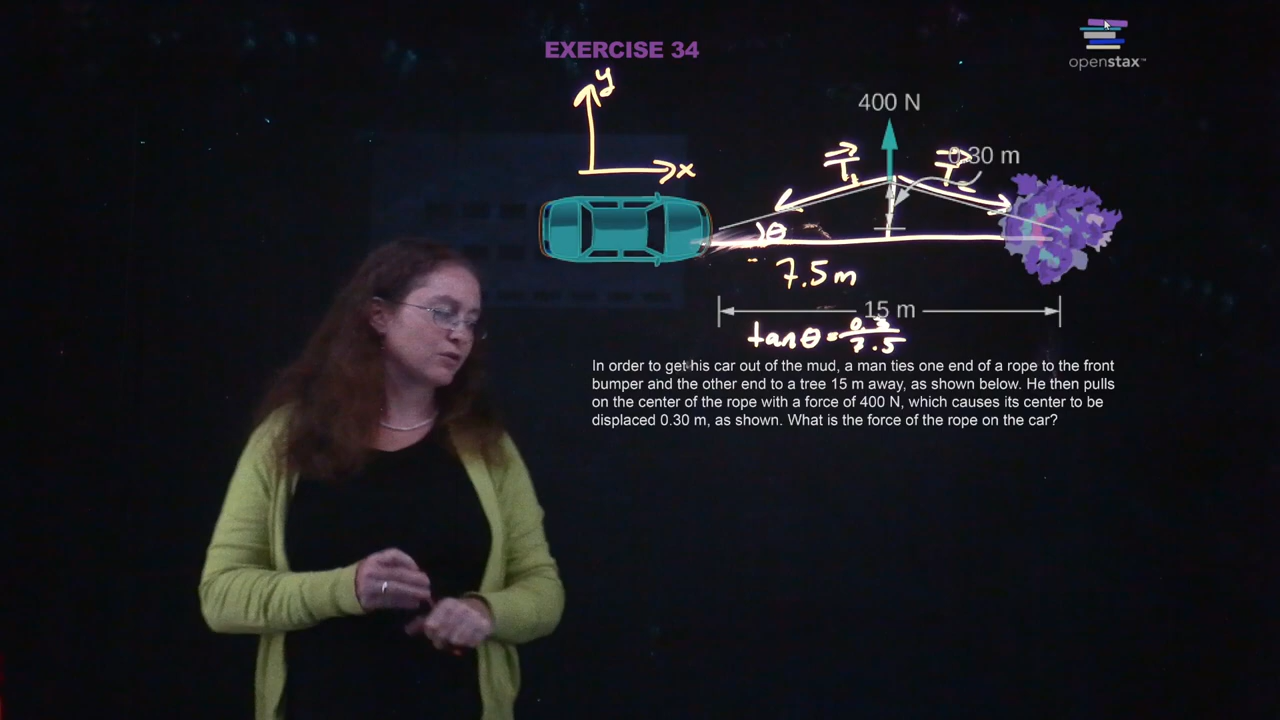 EXERCISE 34
openstax™
y
x
400 N
0.30 m
T₁
T₂
θ
7.5 m
15 m
tan θ = 0.3 / 7.5
In order to get his car out of the mud, a man ties one end of a rope to the front
bumper and the other end to a tree 15 m away, as shown below. He then pulls
on the center of the rope with a force of 400 N, which causes its center to be
displaced 0.30 m, as shown. What is the force of the rope on the car?